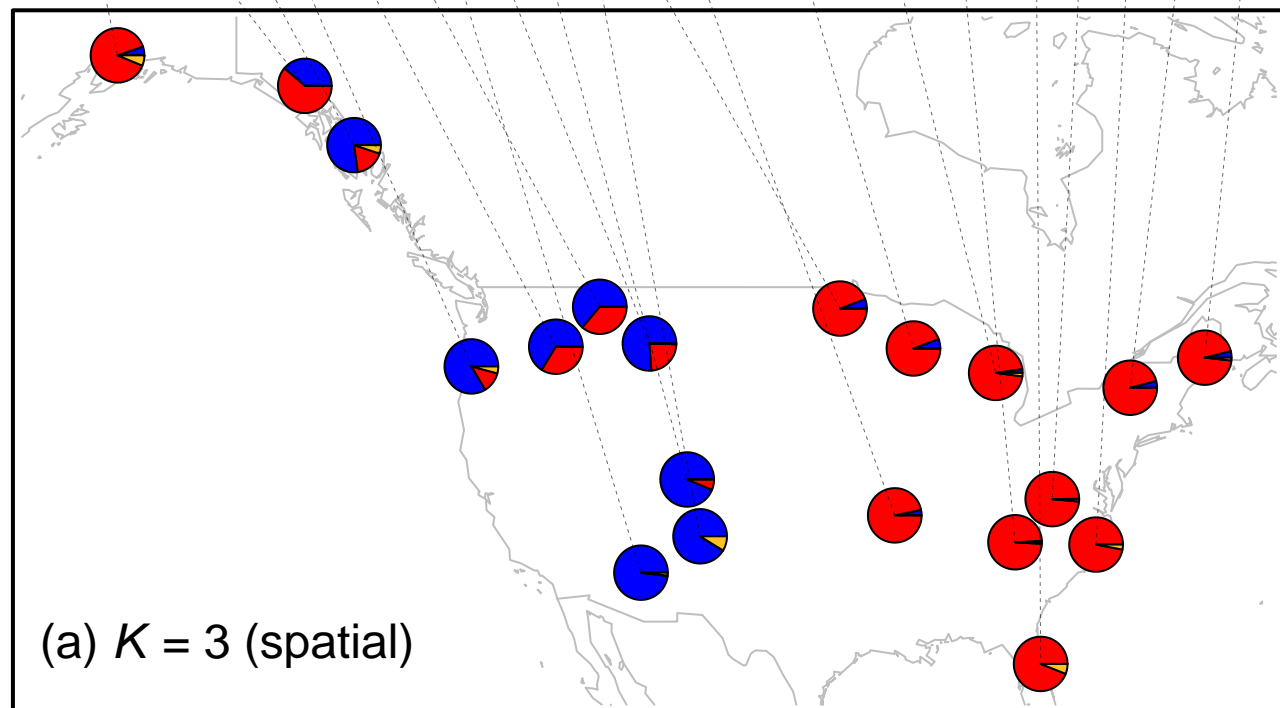 (a) K = 3 (spatial)